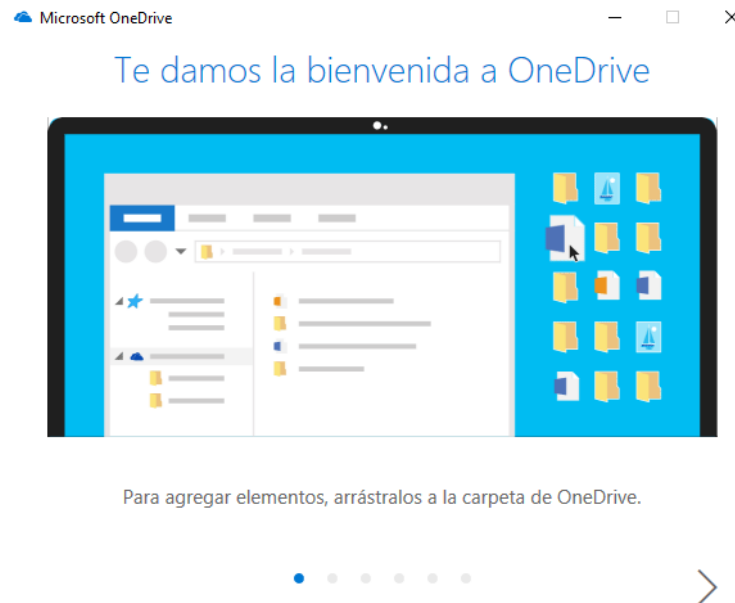 Microsoft OneDrive
Te damos la bienvenida a OneDrive
Para agregar elementos, arrástralos a la carpeta de OneDrive.